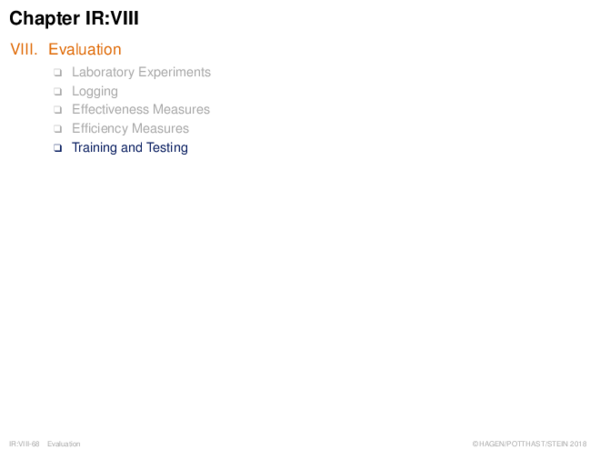 Chapter IR:VIII
VIII. Evaluation
❑ Laboratory Experiments
❑ Logging
❑ Effectiveness Measures
❑ Efficiency Measures
❑ Training and Testing
IR:VIII-68 Evaluation ©HAGEN/POTTHAST/STEIN 2018